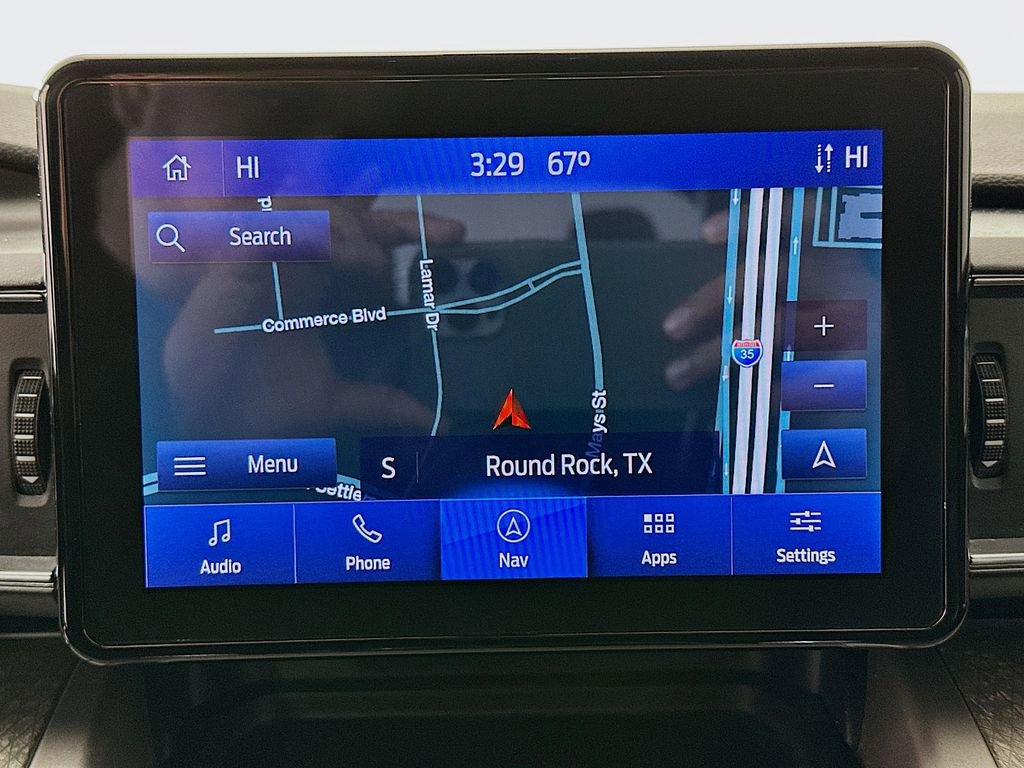 HI 3:29 67º HI
Search
Lamar Dr
Commerce Blvd
35
Mays St
Menu S Round Rock, TX
Audio Phone Nav Apps Settings